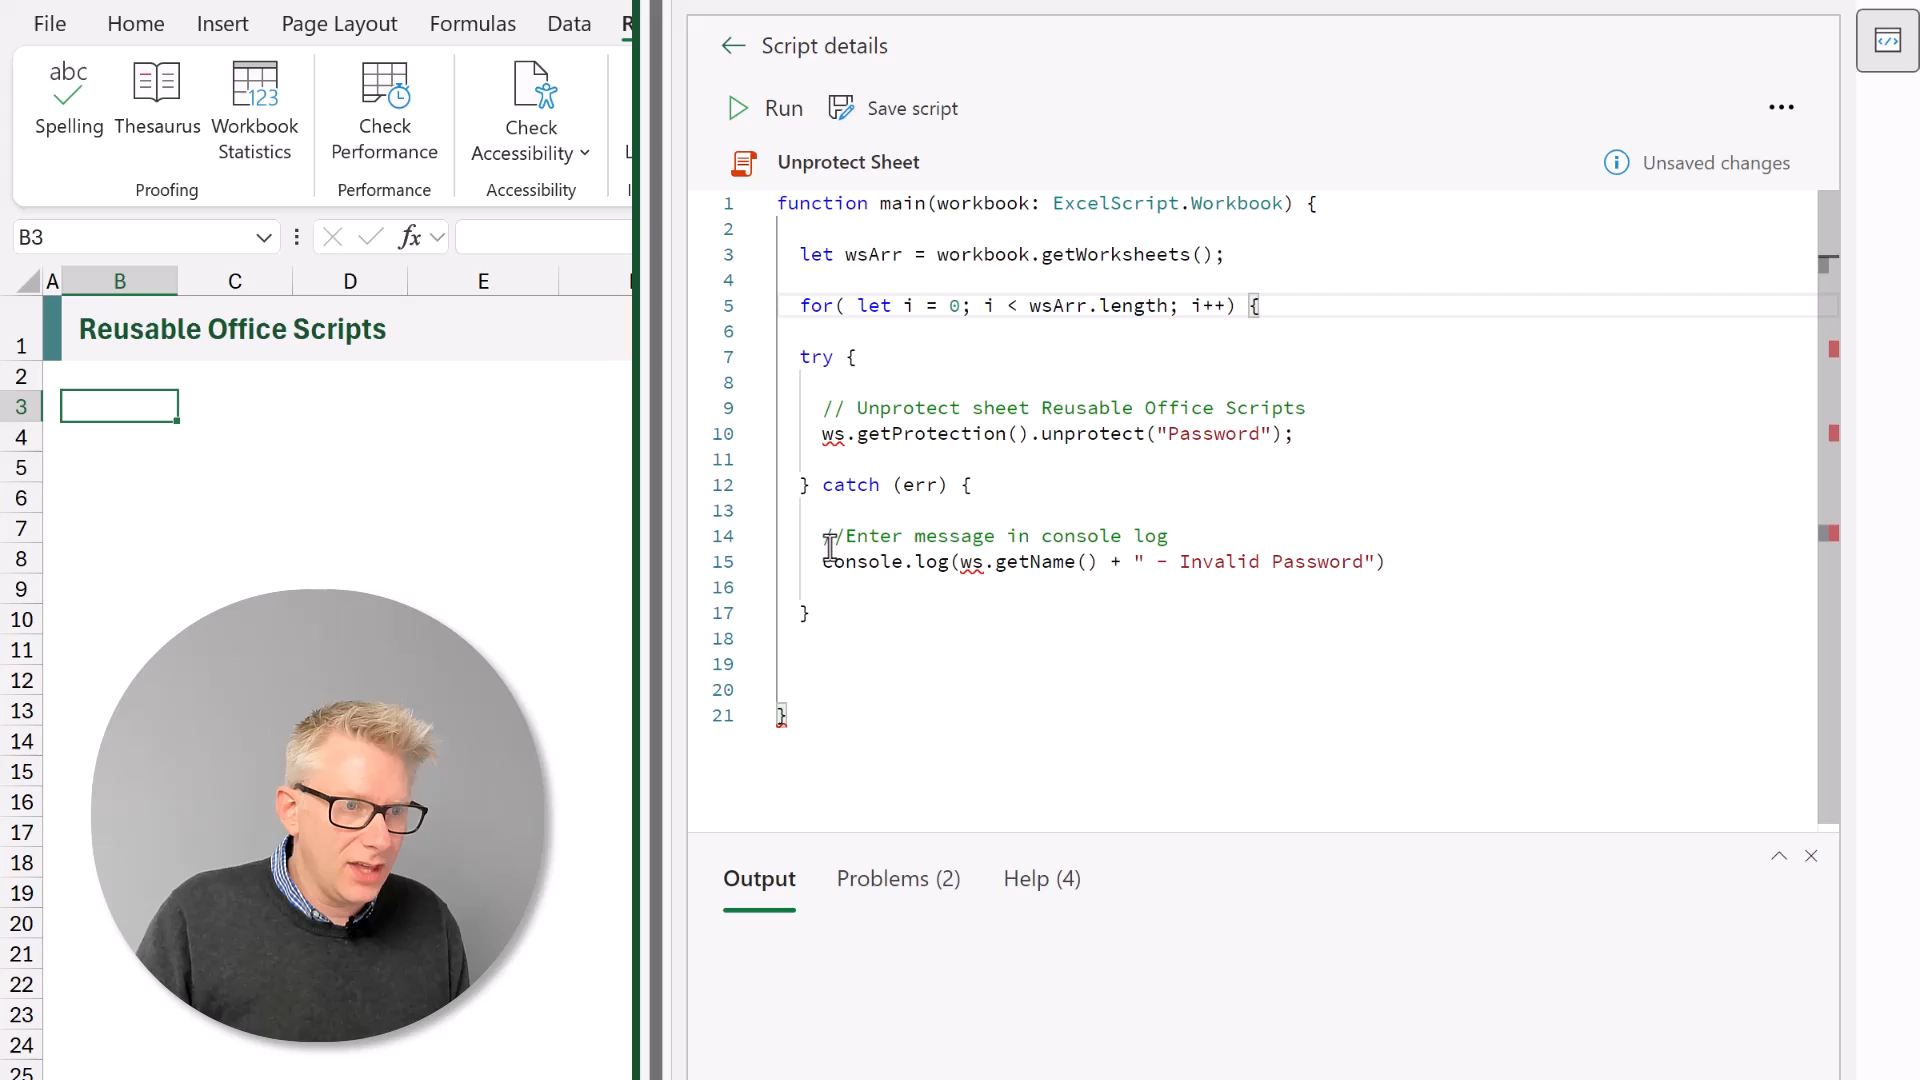 File Home Insert Page Layout Formulas Data R
abc
123
Spelling Thesaurus Workbook Statistics
Check Performance
Check Accessibility
Proofing Performance Accessibility
B3
fx
A B C D E
1
Reusable Office Scripts
2
3
4
5
6
7
8
9
10
11
12
13
14
15
16
17
18
19
20
21
22
23
24
25
Script details
Run Save script
Unprotect Sheet
Unsaved changes
1 function main(workbook: ExcelScript.Workbook) {
2
3 let wsArr = workbook.getWorksheets();
4
5 for( let i = 0; i < wsArr.length; i++) {
6
7 try {
8
9 // Unprotect sheet Reusable Office Scripts
10 ws.getProtection().unprotect("Password");
11
12 } catch (err) {
13
14 //Enter message in console log
15 console.log(ws.getName() + " - Invalid Password")
16
17 }
18
19
20
21 }
Output Problems (2) Help (4)